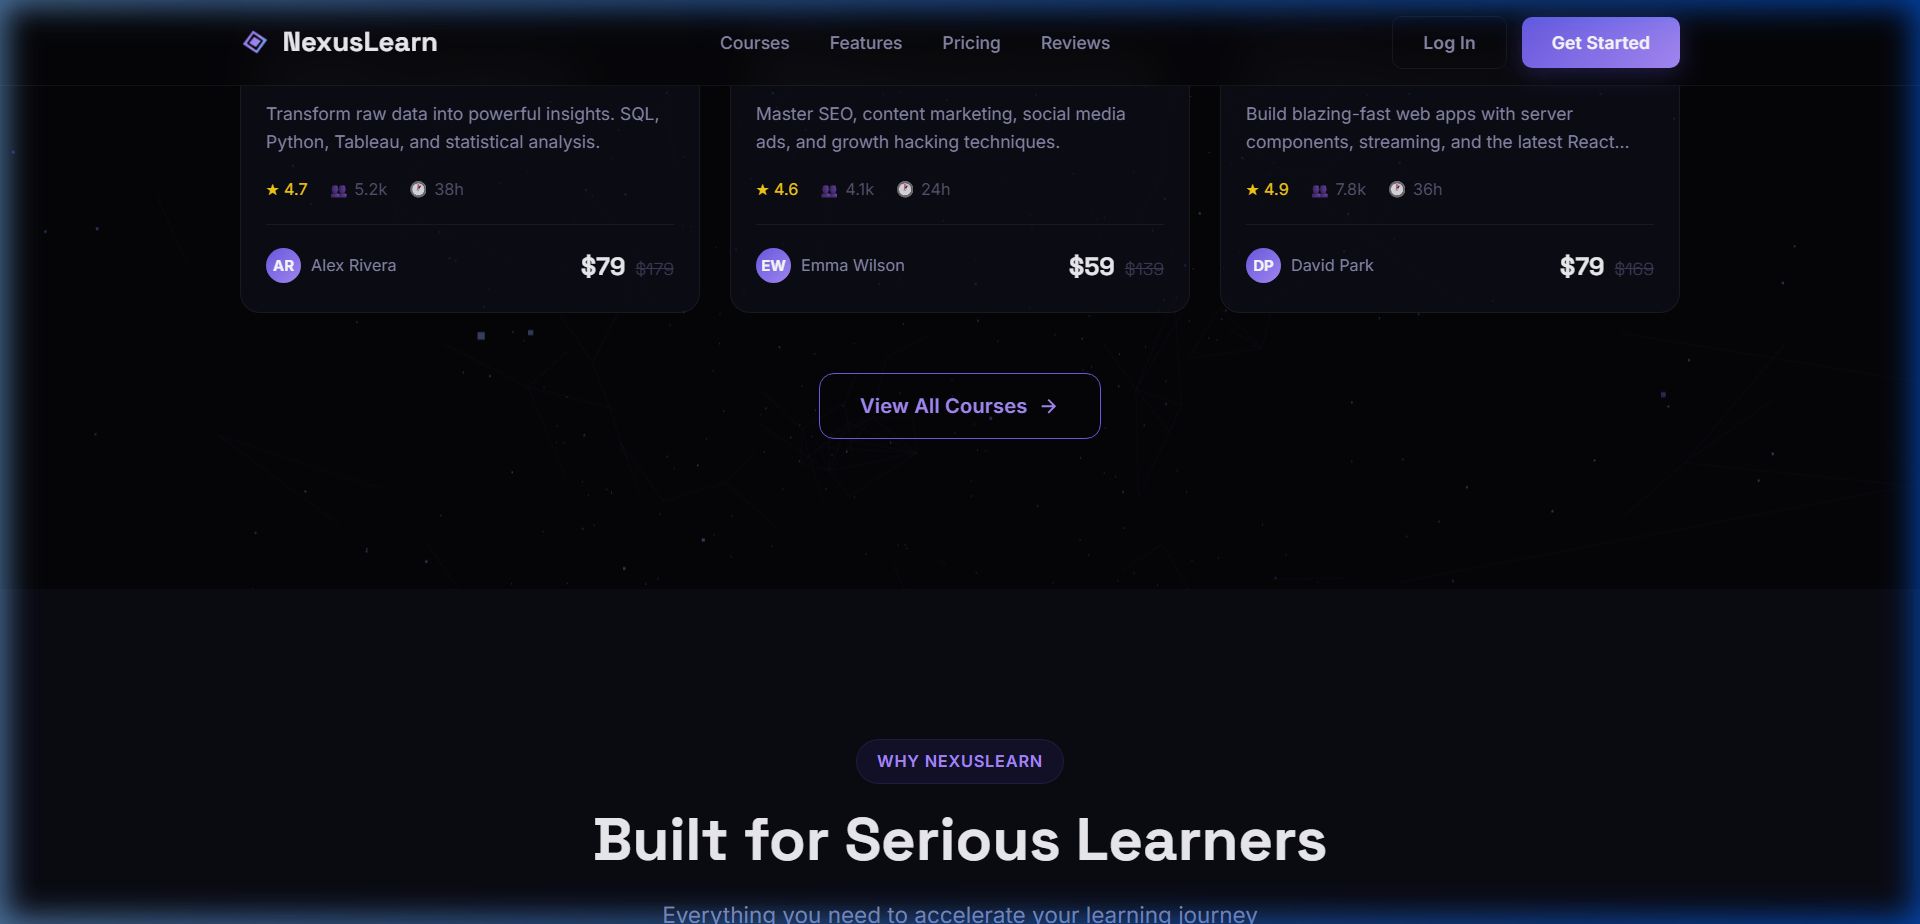 NexusLearn
Courses
Features
Pricing
Reviews
Log In
Get Started
Transform raw data into powerful insights. SQL,
Python, Tableau, and statistical analysis.
★ 4.7 5.2k 38h
AR Alex Rivera $79 $179
Master SEO, content marketing, social media
ads, and growth hacking techniques.
★ 4.6 4.1k 24h
EW Emma Wilson $59 $139
Build blazing-fast web apps with server
components, streaming, and the latest React...
★ 4.9 7.8k 36h
DP David Park $79 $169
View All Courses →
WHY NEXUSLEARN
Built for Serious Learners
Everything you need to accelerate your learning journey